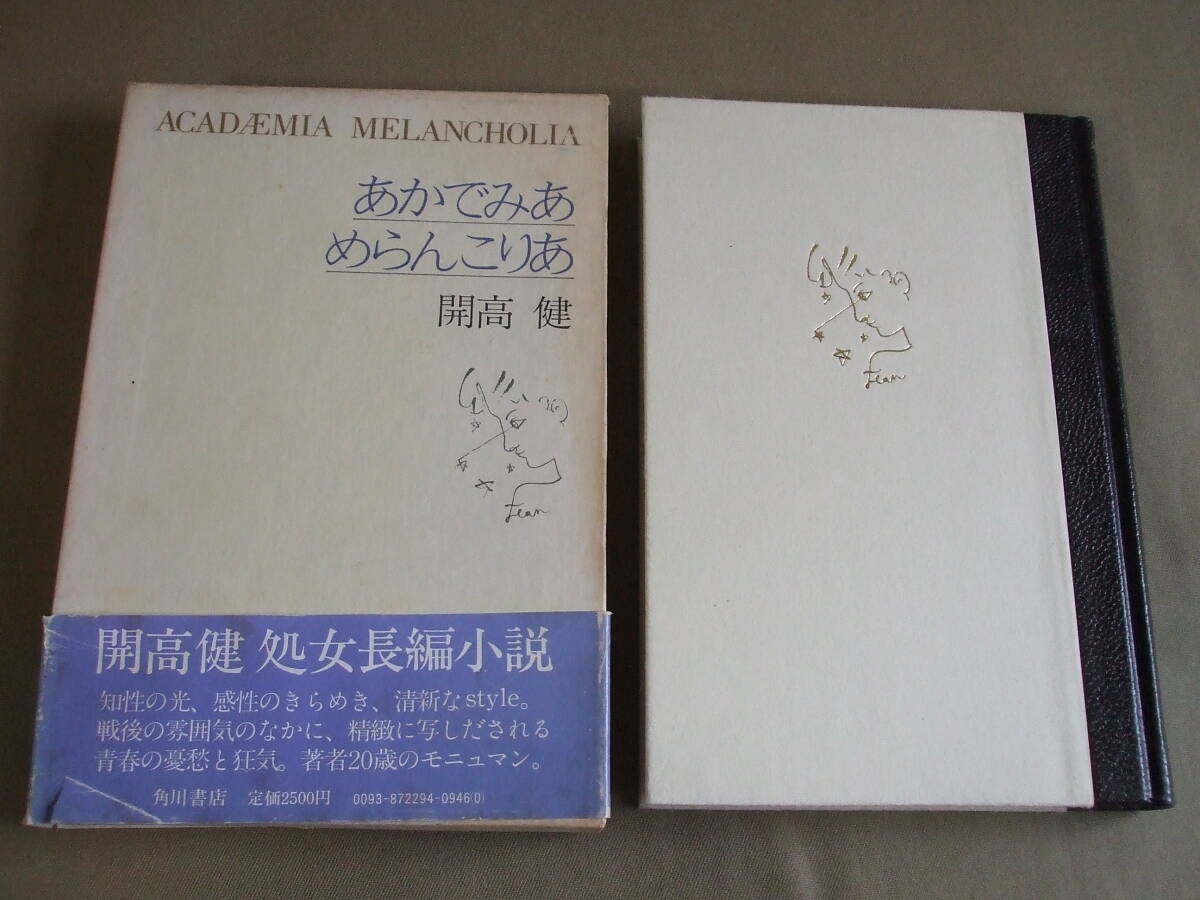 ACADÆMIA MELANCHOLIA
あかでみあ
めらんこりあ
開高 健
Jean
開高健 処女長編小説
知性の光、感性のきらめき、清新なstyle。
戦後の雰囲気のなかに、精緻に写しだされる
青春の憂愁と狂気。著者20歳のモニュマン。
角川書店 定価2500円 0093-872294-0946(0)
Jean